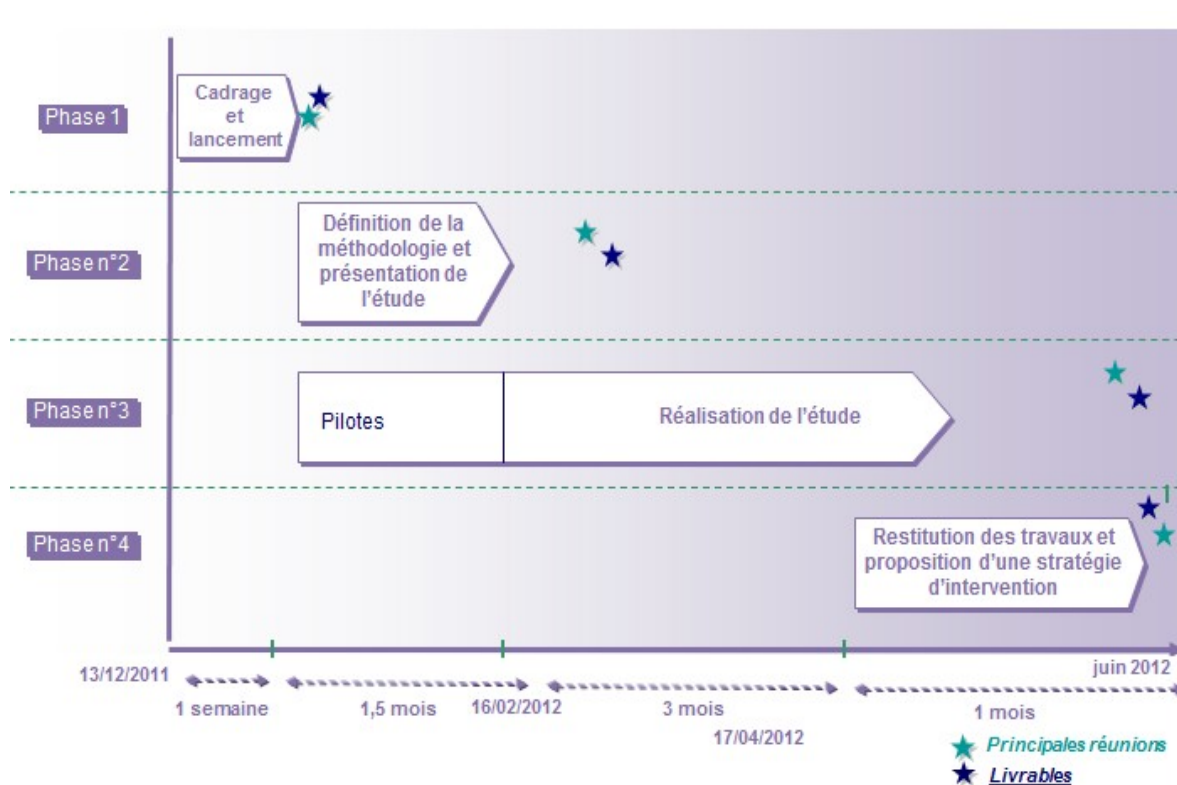 Phase 1
Cadrage
et
lancement
Phase n°2
Définition de la
méthodologie et
présentation de
l'étude
Phase n°3
Pilotes
Réalisation de l'étude
Phase n°4
Restitution des travaux et
proposition d'une stratégie
d'intervention
13/12/2011
juin 2012
1 semaine
1,5 mois
16/02/2012
3 mois
1 mois
17/04/2012
Principales réunions
Livrables